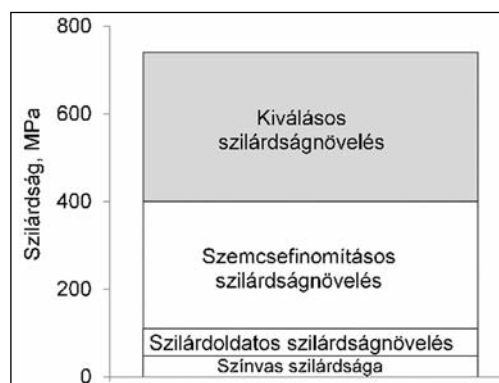 800
600
400
200
0
Szilárdság, MPa
Kiválásos
szilárdságnövelés
Szemcsefinomításos
szilárdságnövelés
Szilárdoldatos szilárdságnövelés
Színvas szilárdsága